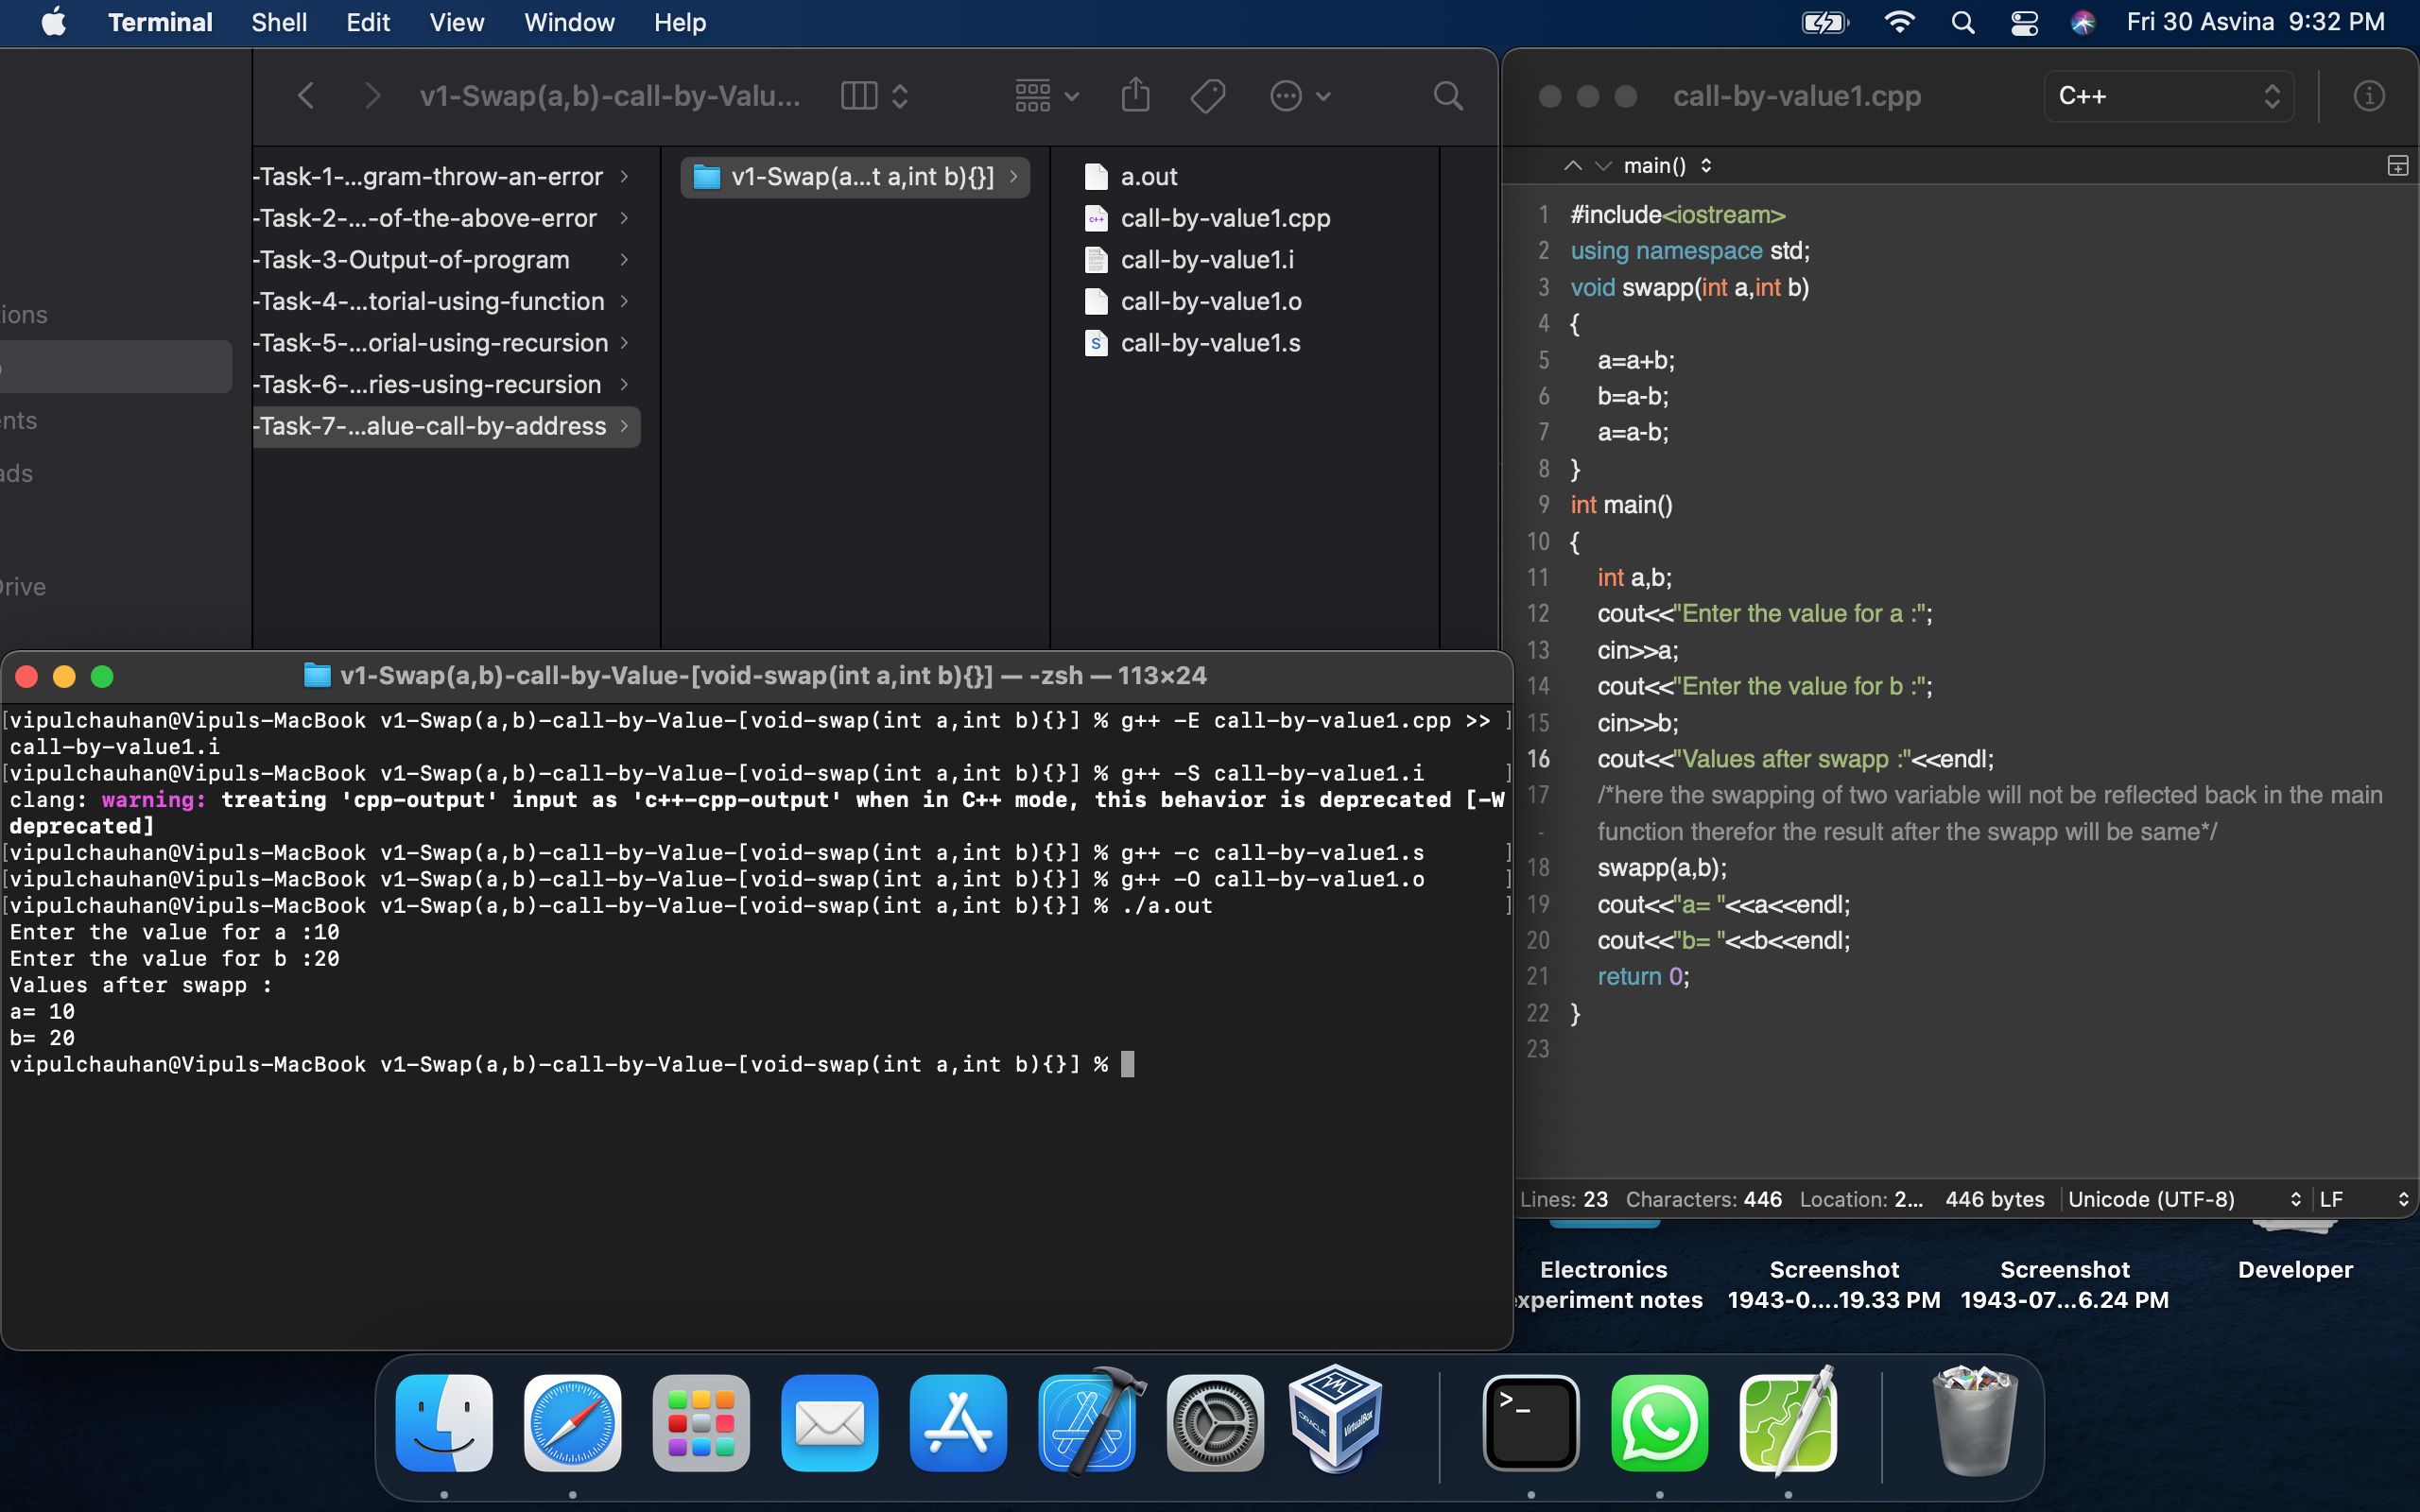 Terminal Shell Edit View Window Help
Fri 30 Asvina 9:32 PM
v1-Swap(a,b)-call-by-Valu...
-Task-1-...gram-throw-an-error
-Task-2-...-of-the-above-error
-Task-3-Output-of-program
-Task-4-...torial-using-function
-Task-5-...orial-using-recursion
-Task-6-...ries-using-recursion
-Task-7-...alue-call-by-address
v1-Swap(a...t a,int b){}]
a.out
call-by-value1.cpp
call-by-value1.i
call-by-value1.o
call-by-value1.s
ions
nts
ads
Drive
v1-Swap(a,b)-call-by-Value-[void-swap(int a,int b){}] — -zsh — 113×24
[vipulchauhan@Vipuls-MacBook v1-Swap(a,b)-call-by-Value-[void-swap(int a,int b){}] % g++ -E call-by-value1.cpp >> ]
call-by-value1.i
[vipulchauhan@Vipuls-MacBook v1-Swap(a,b)-call-by-Value-[void-swap(int a,int b){}] % g++ -S call-by-value1.i ]
clang: warning: treating 'cpp-output' input as 'c++-cpp-output' when in C++ mode, this behavior is deprecated [-W
deprecated]
[vipulchauhan@Vipuls-MacBook v1-Swap(a,b)-call-by-Value-[void-swap(int a,int b){}] % g++ -c call-by-value1.s ]
[vipulchauhan@Vipuls-MacBook v1-Swap(a,b)-call-by-Value-[void-swap(int a,int b){}] % g++ -O call-by-value1.o ]
[vipulchauhan@Vipuls-MacBook v1-Swap(a,b)-call-by-Value-[void-swap(int a,int b){}] % ./a.out ]
Enter the value for a :10
Enter the value for b :20
Values after swapp :
a= 10
b= 20
vipulchauhan@Vipuls-MacBook v1-Swap(a,b)-call-by-Value-[void-swap(int a,int b){}] %
call-by-value1.cpp
C++
main()
1 #include<iostream>
2 using namespace std;
3 void swapp(int a,int b)
4 {
5 a=a+b;
6 b=a-b;
7 a=a-b;
8 }
9 int main()
10 {
11 int a,b;
12 cout<<"Enter the value for a :";
13 cin>>a;
14 cout<<"Enter the value for b :";
15 cin>>b;
16 cout<<"Values after swapp :"<<endl;
17 /*here the swapping of two variable will not be reflected back in the main
- function therefor the result after the swapp will be same*/
18 swapp(a,b);
19 cout<<"a= "<<a<<endl;
20 cout<<"b= "<<b<<endl;
21 return 0;
22 }
23
Lines: 23 Characters: 446 Location: 2... 446 bytes Unicode (UTF-8) LF
Electronics
experiment notes
Screenshot
1943-0....19.33 PM
Screenshot
1943-07...6.24 PM
Developer
ORACLE
VirtualBox